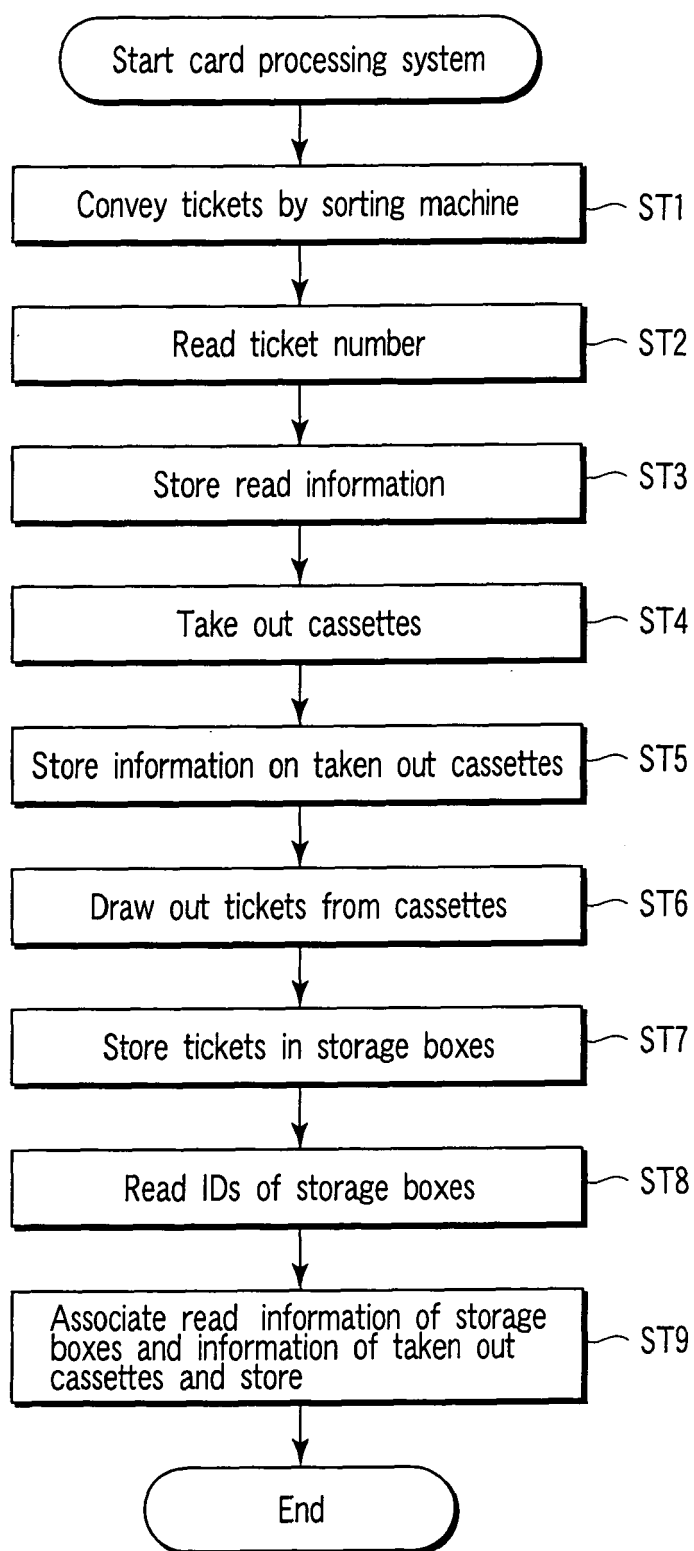 Start card processing system
Convey tickets by sorting machine
ST1
Read ticket number
ST2
Store read information
ST3
Take out cassettes
ST4
Store information on taken out cassettes
ST5
Draw out tickets from cassettes
ST6
Store tickets in storage boxes
ST7
Read IDs of storage boxes
ST8
Associate read information of storage
boxes and information of taken out
cassettes and store
ST9
End